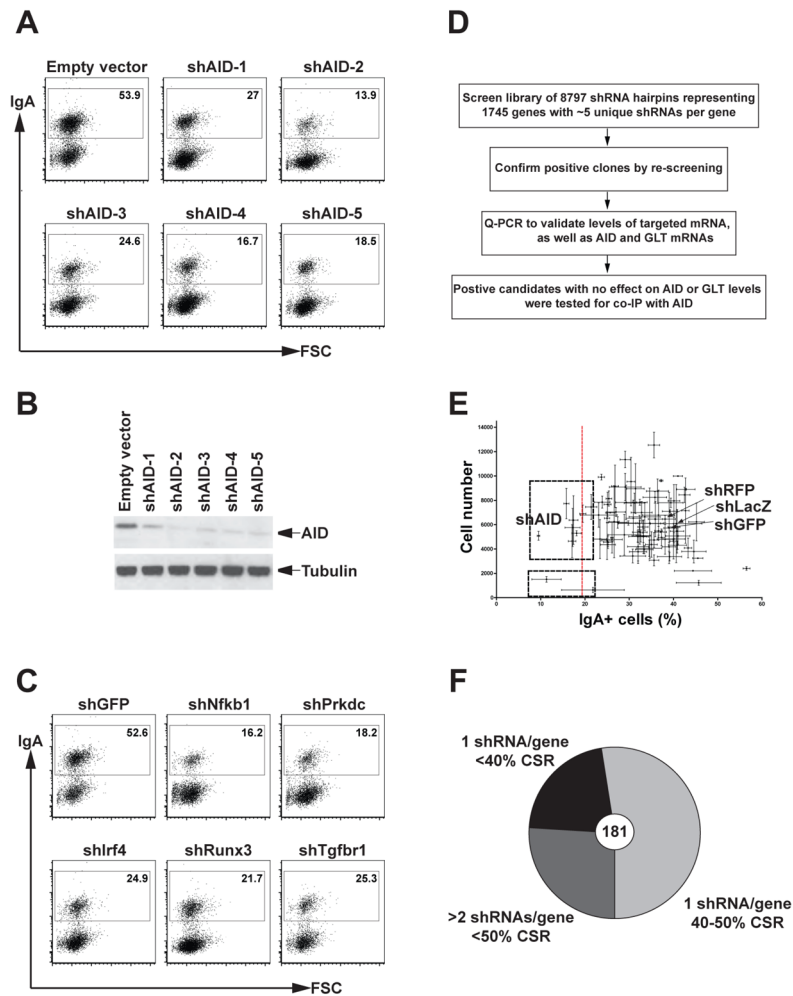 A
Empty vector
shAID-1
shAID-2
IgA
53.9
27
13.9
shAID-3
shAID-4
shAID-5
24.6
16.7
18.5
FSC
B
Empty vector
shAID-1
shAID-2
shAID-3
shAID-4
shAID-5
AID
Tubulin
C
shGFP
shNfkb1
shPrkdc
IgA
52.6
16.2
18.2
shIrf4
shRunx3
shTgfbr1
24.9
21.7
25.3
FSC
D
Screen library of 8797 shRNA hairpins representing
1745 genes with ~5 unique shRNAs per gene
Confirm positive clones by re-screening
Q-PCR to validate levels of targeted mRNA,
as well as AID and GLT mRNAs
Postive candidates with no effect on AID or GLT levels
were tested for co-IP with AID
E
14000
12000
10000
8000
6000
4000
2000
0
Cell number
shAID
shRFP
shLacZ
shGFP
0
10
20
30
40
50
60
IgA+ cells (%)
F
1 shRNA/gene
<40% CSR
181
>2 shRNAs/gene
<50% CSR
1 shRNA/gene
40-50% CSR